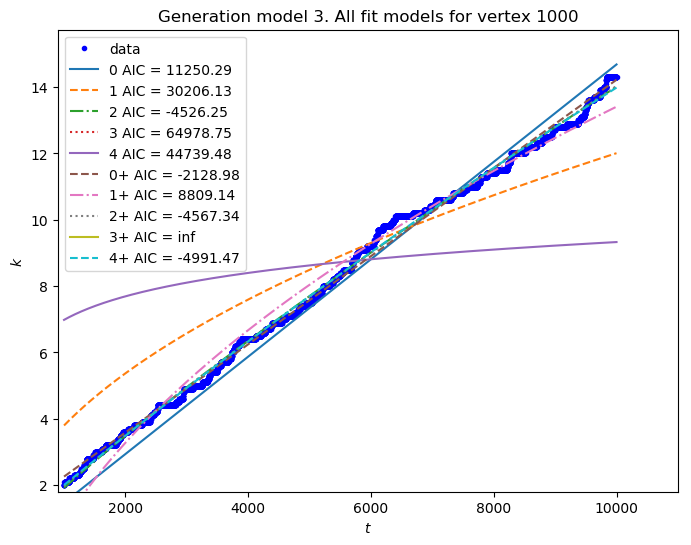 Generation model 3. All fit models for vertex 1000
data
0 AIC = 11250.29
1 AIC = 30206.13
2 AIC = -4526.25
3 AIC = 64978.75
4 AIC = 44739.48
0+ AIC = -2128.98
1+ AIC = 8809.14
2+ AIC = -4567.34
3+ AIC = inf
4+ AIC = -4991.47
k
14
12
10
8
6
4
2
2000 4000 6000 8000 10000
t